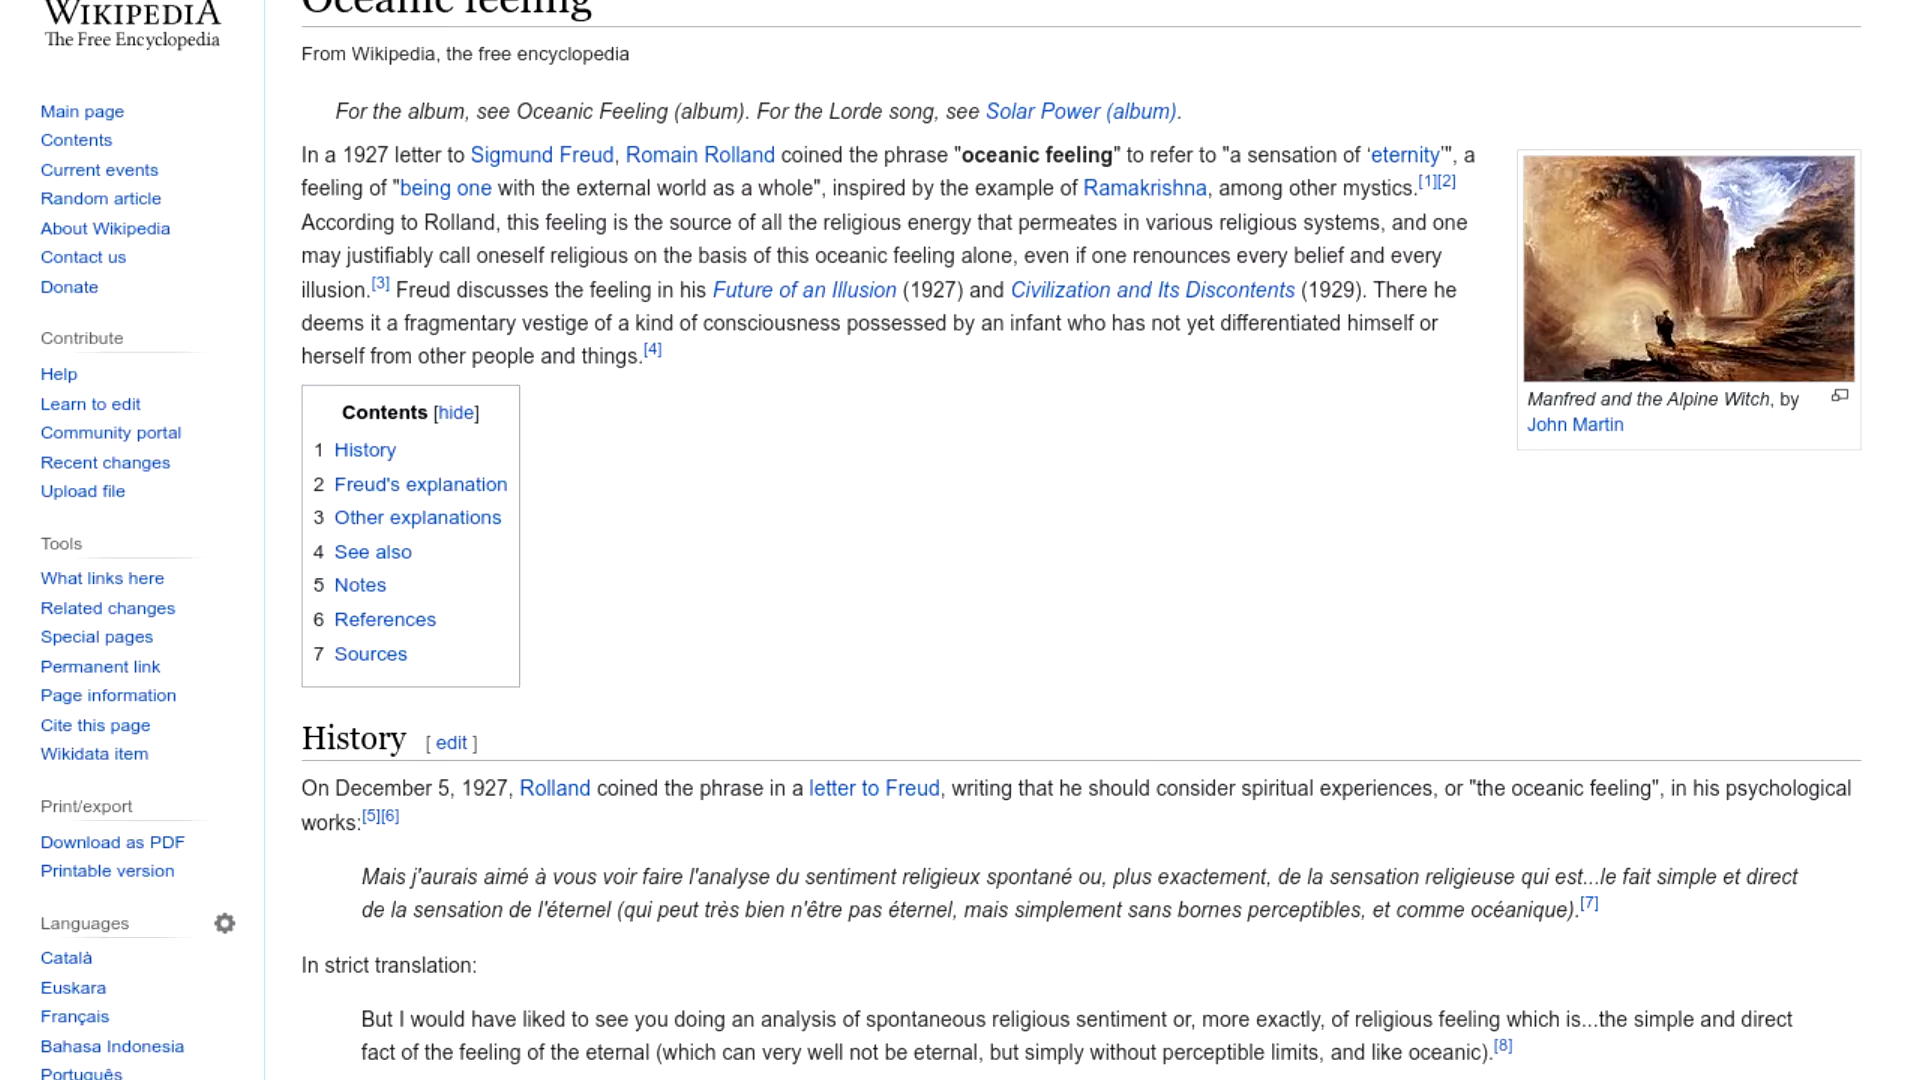 Oceanic feeling
WIKIPEDIA
The Free Encyclopedia
Main page
Contents
Current events
Random article
About Wikipedia
Contact us
Donate
Contribute
Help
Learn to edit
Community portal
Recent changes
Upload file
Tools
What links here
Related changes
Special pages
Permanent link
Page information
Cite this page
Wikidata item
Print/export
Download as PDF
Printable version
Languages
Català
Euskara
Français
Bahasa Indonesia
Português
From Wikipedia, the free encyclopedia
For the album, see Oceanic Feeling (album). For the Lorde song, see Solar Power (album).
In a 1927 letter to Sigmund Freud, Romain Rolland coined the phrase "oceanic feeling" to refer to "a sensation of ‘eternity’", a
feeling of "being one with the external world as a whole", inspired by the example of Ramakrishna, among other mystics.[1][2]
According to Rolland, this feeling is the source of all the religious energy that permeates in various religious systems, and one
may justifiably call oneself religious on the basis of this oceanic feeling alone, even if one renounces every belief and every
illusion.[3] Freud discusses the feeling in his Future of an Illusion (1927) and Civilization and Its Discontents (1929). There he
deems it a fragmentary vestige of a kind of consciousness possessed by an infant who has not yet differentiated himself or
herself from other people and things.[4]
Manfred and the Alpine Witch, by
John Martin
Contents [hide]
1 History
2 Freud's explanation
3 Other explanations
4 See also
5 Notes
6 References
7 Sources
History [ edit ]
On December 5, 1927, Rolland coined the phrase in a letter to Freud, writing that he should consider spiritual experiences, or "the oceanic feeling", in his psychological
works:[5][6]
Mais j'aurais aimé à vous voir faire l'analyse du sentiment religieux spontané ou, plus exactement, de la sensation religieuse qui est...le fait simple et direct
de la sensation de l'éternel (qui peut très bien n'être pas éternel, mais simplement sans bornes perceptibles, et comme océanique).[7]
In strict translation:
But I would have liked to see you doing an analysis of spontaneous religious sentiment or, more exactly, of religious feeling which is...the simple and direct
fact of the feeling of the eternal (which can very well not be eternal, but simply without perceptible limits, and like oceanic).[8]